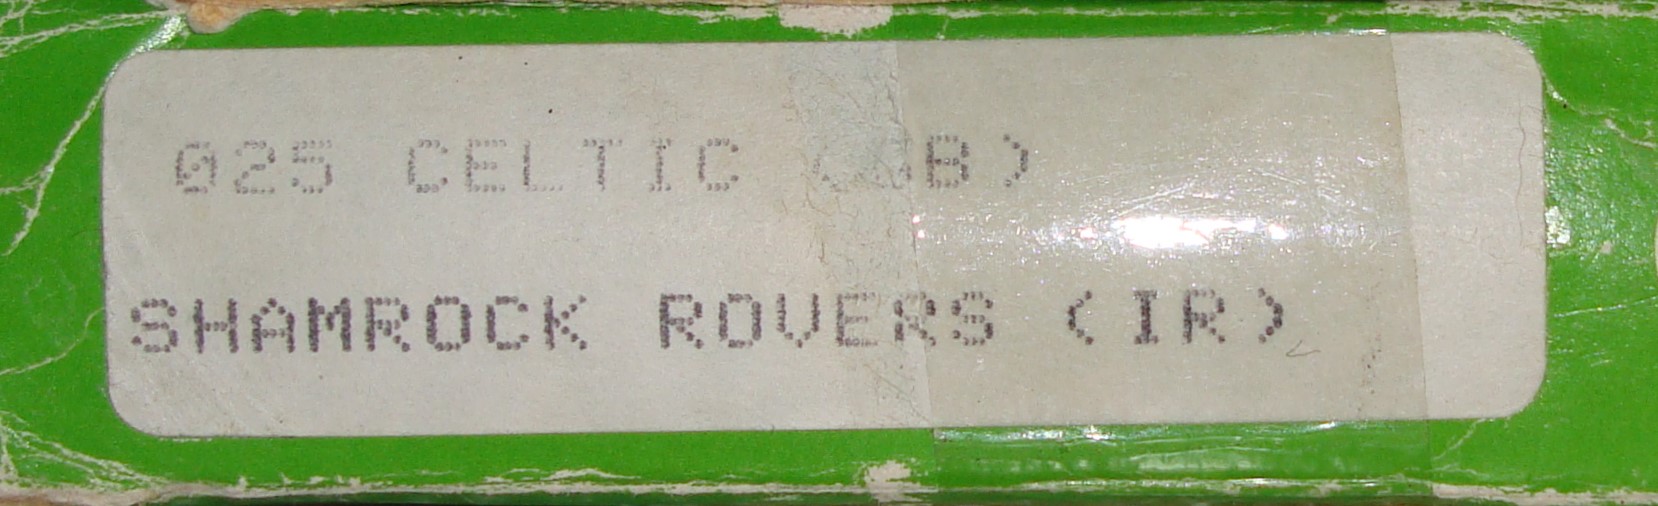 025 CELTIC
SHAMROCK ROVERS (IR)